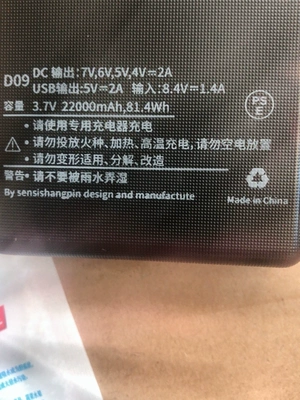 D09 DC 输出:7V,6V,5V,4V⎓2A
USB输出:5V⎓2A 输入:8.4V⎓1.4A
容量 3.7V 22000mAh,81.4Wh
PSE
•请使专用充电器充电
⚠ •请勿投放火种、加热、高温充电,请勿空电放置
•请勿变形适用、分解、改造
警告•请不要被雨水弄湿
By sensishangpin design and manufactute
Made in China